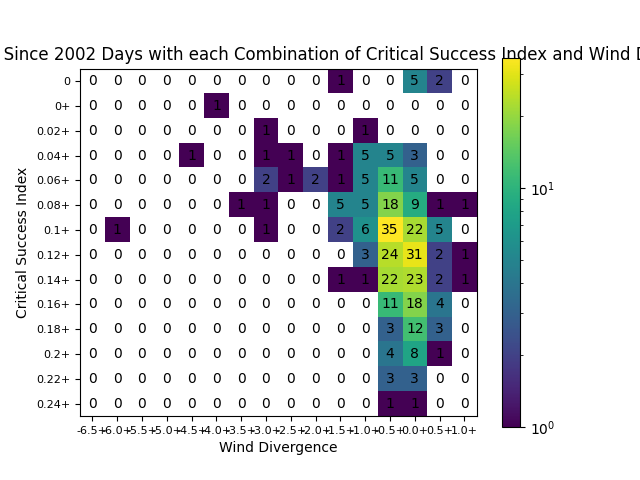 Since 2002 Days with each Combination of Critical Success Index and Wind D
0 0 0 0 0 0 0 0 0 0 0 1 0 0 5 2 0
0+ 0 0 0 0 0 1 0 0 0 0 0 0 0 0 0 0
0.02+ 0 0 0 0 0 0 0 1 0 0 0 1 0 0 0 0
0.04+ 0 0 0 0 1 0 0 1 1 0 1 5 5 3 0 0
0.06+ 0 0 0 0 0 0 0 2 1 2 1 5 11 5 0 0
0.08+ 0 0 0 0 0 0 1 1 0 0 5 5 18 9 1 1
0.1+ 0 1 0 0 0 0 0 1 0 0 2 6 35 22 5 0
0.12+ 0 0 0 0 0 0 0 0 0 0 0 3 24 31 2 1
0.14+ 0 0 0 0 0 0 0 0 0 0 1 1 22 23 2 1
0.16+ 0 0 0 0 0 0 0 0 0 0 0 0 11 18 4 0
0.18+ 0 0 0 0 0 0 0 0 0 0 0 0 3 12 3 0
0.2+ 0 0 0 0 0 0 0 0 0 0 0 0 4 8 1 0
0.22+ 0 0 0 0 0 0 0 0 0 0 0 0 3 3 0 0
0.24+ 0 0 0 0 0 0 0 0 0 0 0 0 1 1 0 0
-6.5+ -6.0+ -5.5+ -5.0+ -4.5+ -4.0+ -3.5+ -3.0+ -2.5+ -2.0+ -1.5+ -1.0+ -0.5+ 0.0+ 0.5+ 1.0+
Wind Divergence
Critical Success Index
10¹
10⁰